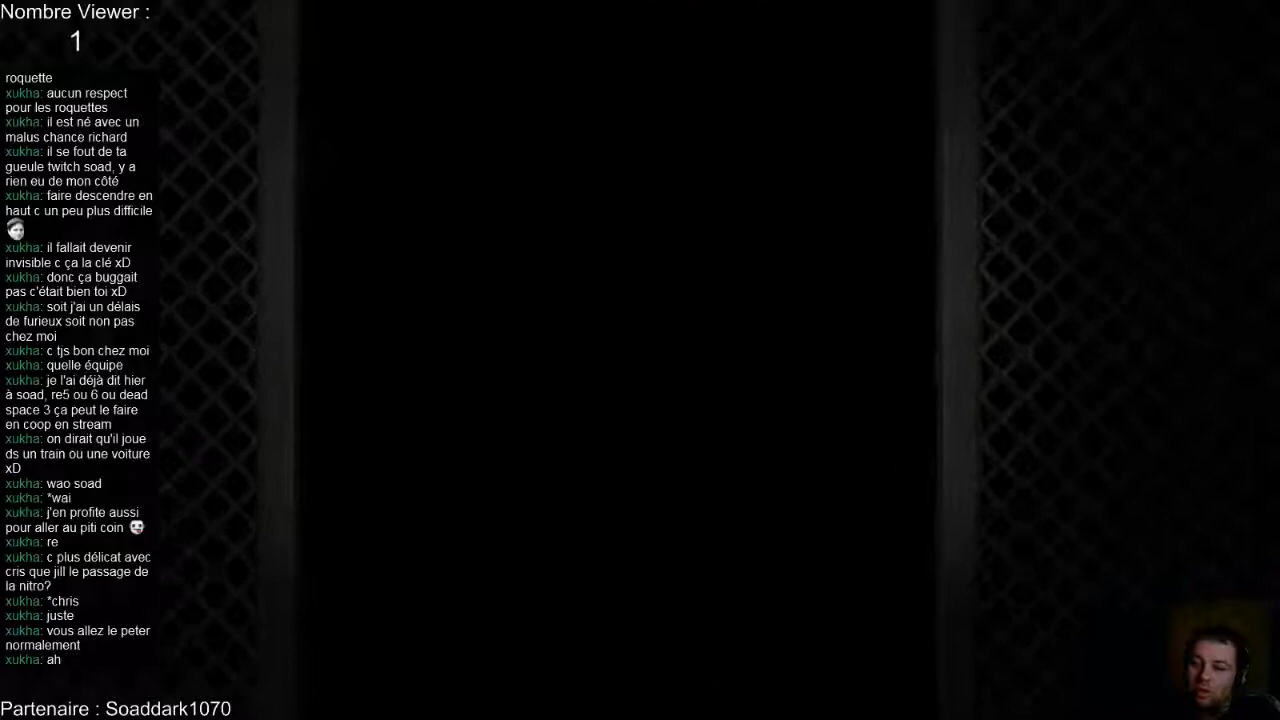 Nombre Viewer :
1
roquette
xukha: aucun respect
pour les roquettes
xukha: il est né avec un
malus chance richard
xukha: il se fout de ta
gueule twitch soad, y a
rien eu de mon côté
xukha: faire descendre en
haut c un peu plus difficile
xukha: il fallait devenir
invisible c ça la clé xD
xukha: donc ça buggait
pas c'était bien toi xD
xukha: soit j'ai un délais
de furieux soit non pas
chez moi
xukha: c tjs bon chez moi
xukha: quelle équipe
xukha: je l'ai déjà dit hier
à soad, re5 ou 6 ou dead
space 3 ça peut le faire
en coop en stream
xukha: on dirait qu'il joue
ds un train ou une voiture
xD
xukha: wao soad
xukha: *wai
xukha: j'en profite aussi
pour aller au piti coin
xukha: re
xukha: c plus délicat avec
cris que jill le passage de
la nitro?
xukha: *chris
xukha: juste
xukha: vous allez le peter
normalement
xukha: ah
Partenaire : Soaddark1070